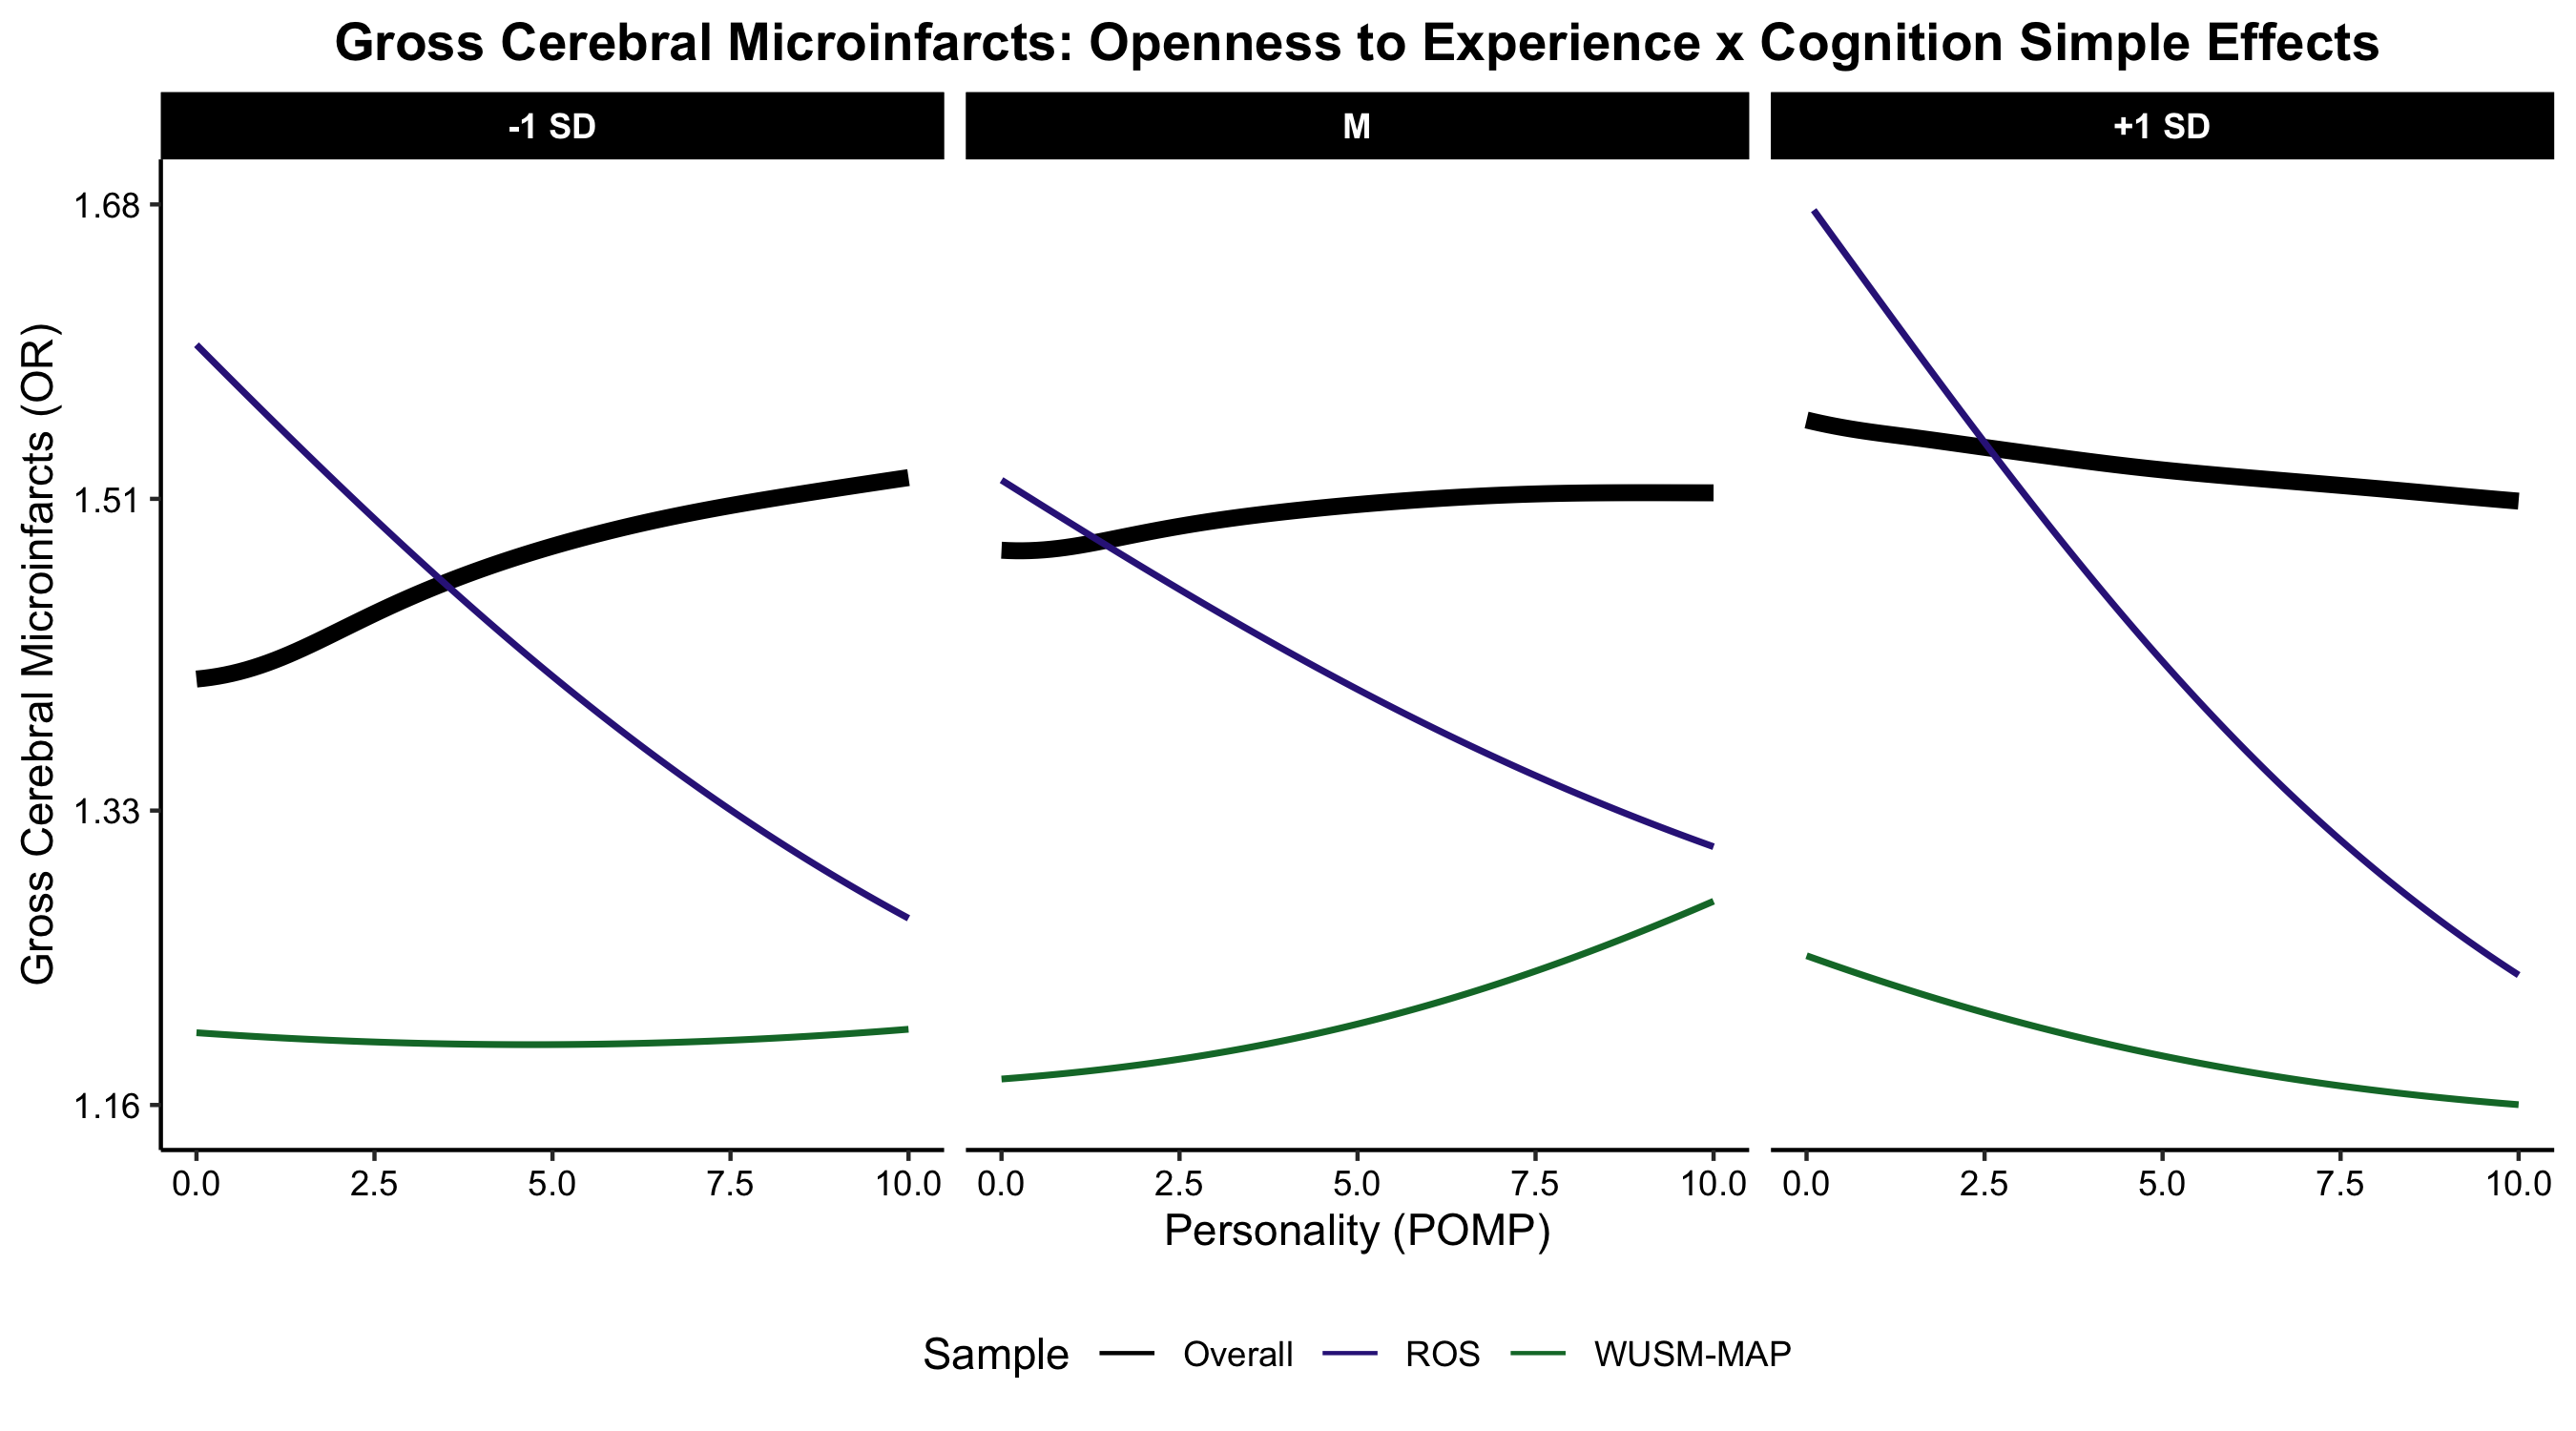 Gross Cerebral Microinfarcts: Openness to Experience x Cognition Simple Effects
-1 SD
M
+1 SD
Gross Cerebral Microinfarcts (OR)
1.68
1.51
1.33
1.16
0.0 2.5 5.0 7.5 10.0
0.0 2.5 5.0 7.5 10.0
0.0 2.5 5.0 7.5 10.0
Personality (POMP)
Sample Overall ROS WUSM-MAP